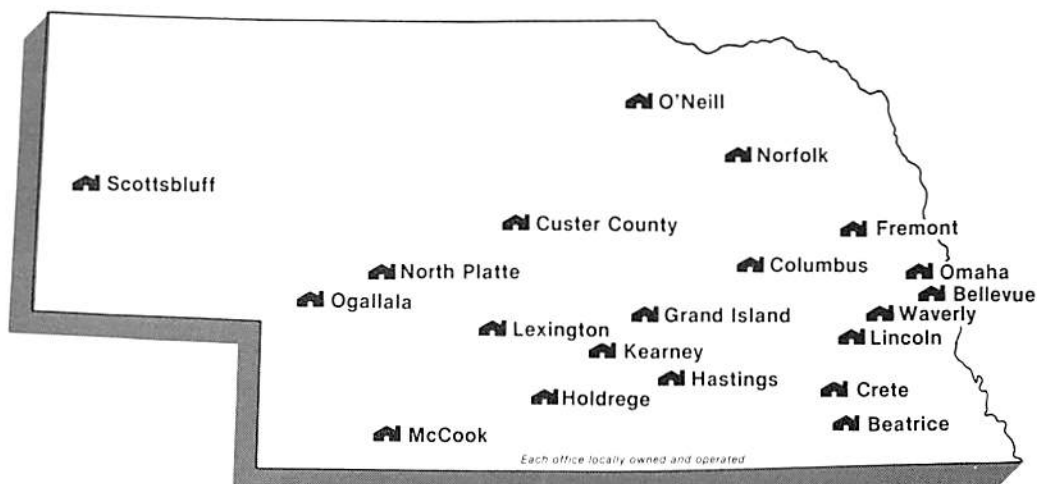 O'Neill
Norfolk
Scottsbluff
Custer County
Fremont
Columbus
North Platte
Omaha
Ogallala
Bellevue
Grand Island
Waverly
Lexington
Lincoln
Kearney
Hastings
Crete
Holdrege
Beatrice
McCook
Each office locally owned and operated